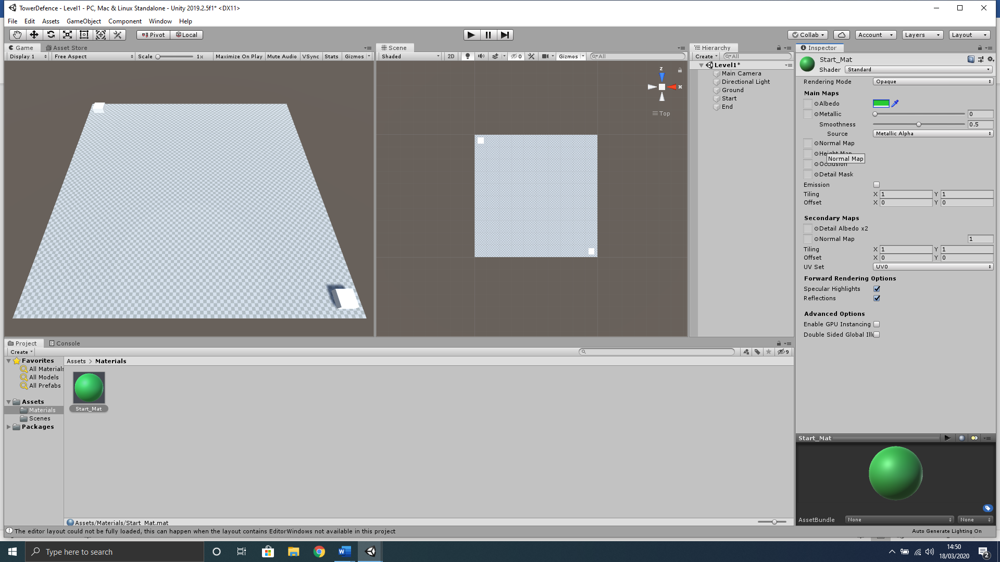 TowerDefence - Level1 - PC, Mac & Linux Standalone - Unity 2019.2.5f1* <DX11>
File Edit Assets GameObject Component Window Help
Pivot Local
Collab Account Layers Layout
Game Asset Store
Display 1 Free Aspect Scale 1x Maximize On Play Mute Audio VSync Stats Gizmos
Scene
Shaded 2D 0 Gizmos All
z
x
Top
Hierarchy
Create All
Level1*
Main Camera
Directional Light
Ground
Start
End
Inspector
Start_Mat
Shader Standard
Rendering Mode Opaque
Main Maps
Albedo
Metallic 0
Smoothness 0.5
Source Metallic Alpha
Normal Map
Height Map
Normal Map
Occlusion
Detail Mask
Emission
Tiling X 1 Y 1
Offset X 0 Y 0
Secondary Maps
Detail Albedo x2
Normal Map 1
Tiling X 1 Y 1
Offset X 0 Y 0
UV Set UV0
Forward Rendering Options
Specular Highlights
Reflections
Advanced Options
Enable GPU Instancing
Double Sided Global Illu
Start_Mat
AssetBundle None None
Project Console
Create
9
Favorites
All Materials
All Models
All Prefabs
Assets
Materials
Scenes
Packages
Assets > Materials
Start_Mat
Assets/Materials/Start_Mat.mat
The editor layout could not be fully loaded, this can happen when the layout contains EditorWindows not available in this project
Auto Generate Lighting On
Type here to search
W
14:50
18/03/2020
2